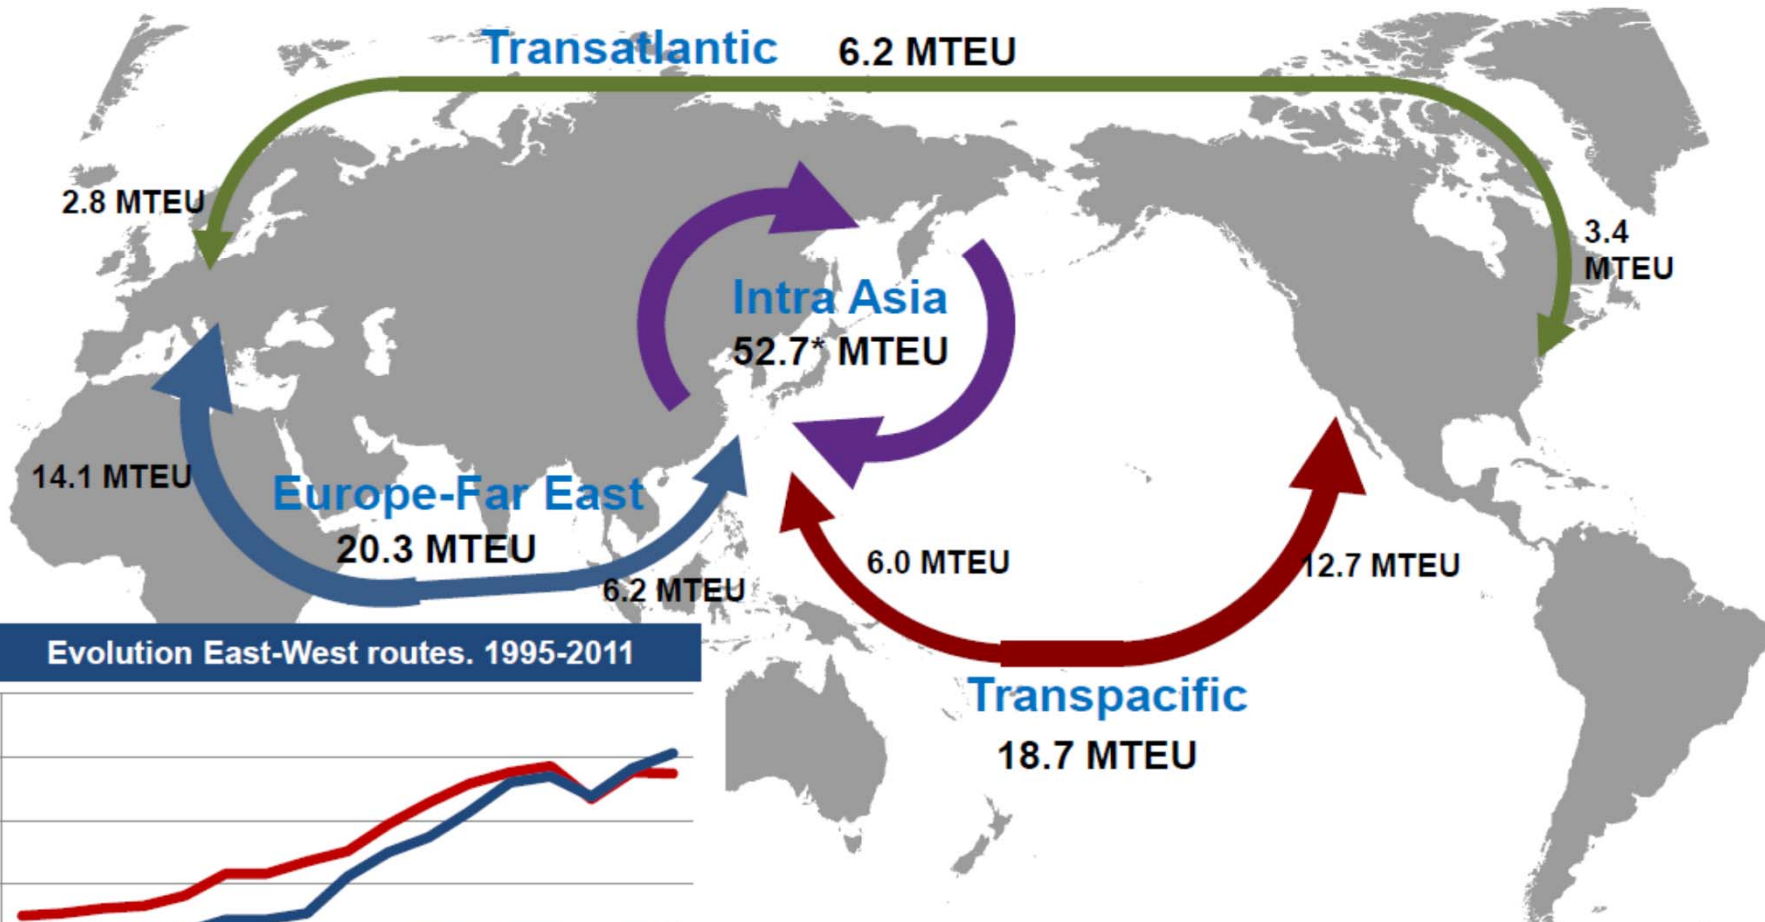 Transatlantic 6.2 MTEU
2.8 MTEU
3.4
MTEU
Intra Asia
52.7* MTEU
14.1 MTEU
Europe-Far East
20.3 MTEU
6.2 MTEU
6.0 MTEU
12.7 MTEU
Evolution East-West routes. 1995-2011
Transpacific
18.7 MTEU